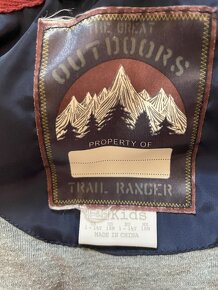 THE GREAT
OUTDOORS
PROPERTY OF
TRAIL RANGER
Kids
MADE IN CHINA